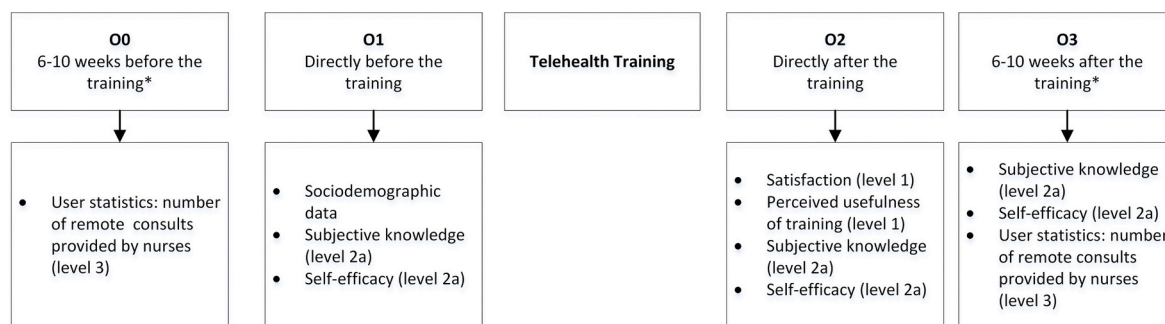 O0
6-10 weeks before the
training*
O1
Directly before the
training
Telehealth Training
O2
Directly after the
training
O3
6-10 weeks after the
training*
• User statistics: number
of remote consults
provided by nurses
(level 3)
• Sociodemographic
data
• Subjective knowledge
(level 2a)
• Self-efficacy (level 2a)
• Satisfaction (level 1)
• Perceived usefulness
of training (level 1)
• Subjective knowledge
(level 2a)
• Self-efficacy (level 2a)
• Subjective knowledge
(level 2a)
• Self-efficacy (level 2a)
• User statistics: number
of remote consults
provided by nurses
(level 3)